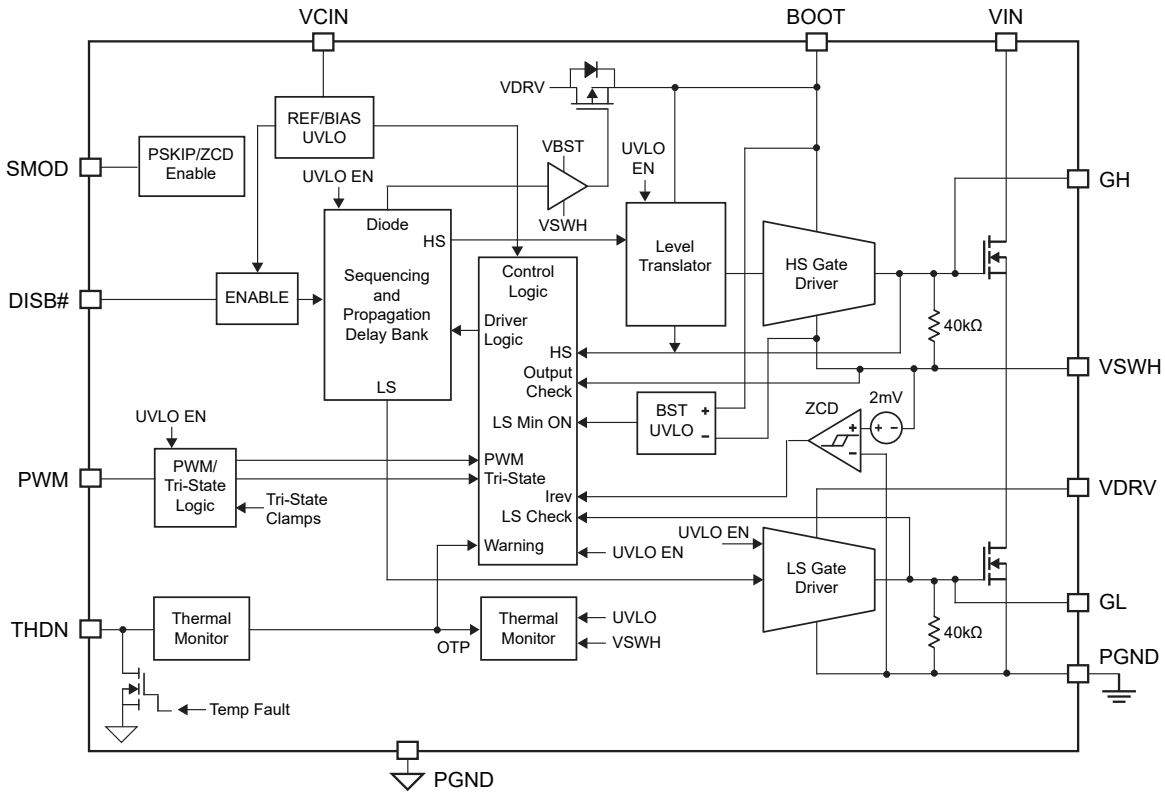 VCIN
BOOT
VIN
SMOD
PSKIP/ZCD
Enable
REF/BIAS
UVLO
VDRV
VBST
VSWH
UVLO EN
UVLO
EN
GH
DISB#
ENABLE
Diode
HS
Sequencing
and
Propagation
Delay Bank
LS
Control
Logic
Driver
Logic
HS
Output
Check
LS Min ON
PWM
Tri-State
Irev
LS Check
Warning
Level
Translator
HS Gate
Driver
40kΩ
VSWH
BST
UVLO
+
–
ZCD
2mV
+ –
+
–
UVLO EN
PWM
PWM/
Tri-State
Logic
Tri-State
Clamps
VDRV
UVLO EN
UVLO EN
LS Gate
Driver
GL
40kΩ
PGND
THDN
Thermal
Monitor
OTP
Thermal
Monitor
UVLO
VSWH
Temp Fault
PGND